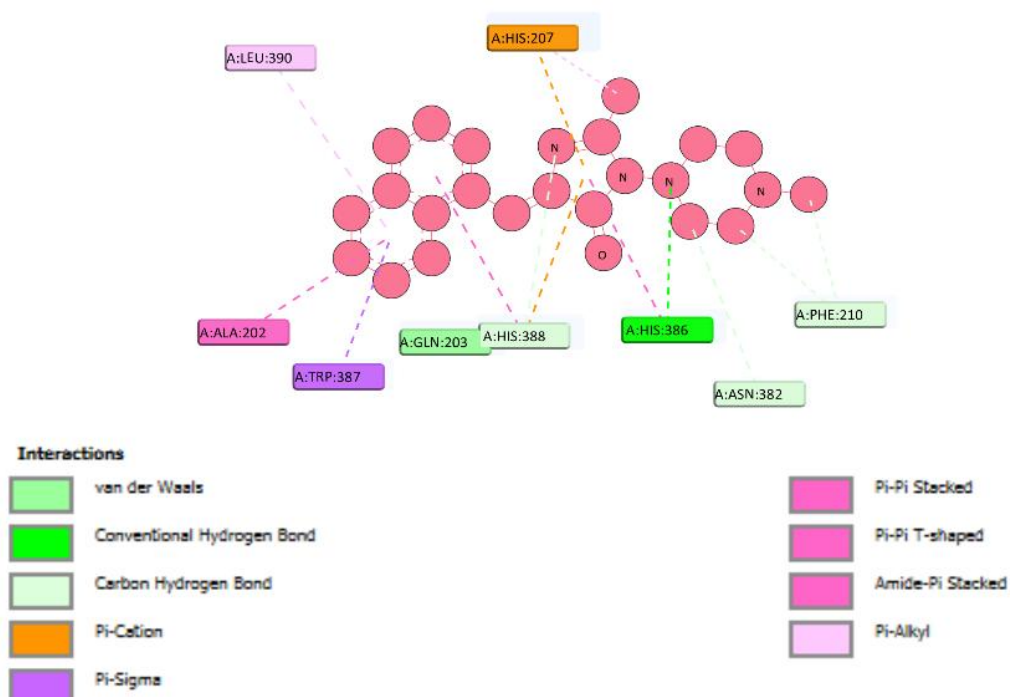 A:HIS:207
A:LEU:390
N
N
N
N
O
A:PHE:210
A:ALA:202
A:GLN:203
A:HIS:388
A:HIS:386
A:TRP:387
A:ASN:382
Interactions
van der Waals
Conventional Hydrogen Bond
Carbon Hydrogen Bond
Pi-Cation
Pi-Sigma
Pi-Pi Stacked
Pi-Pi T-shaped
Amide-Pi Stacked
Pi-Alkyl